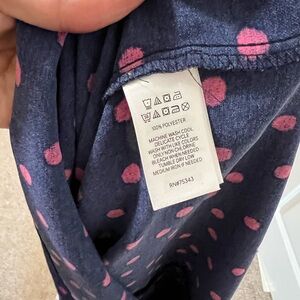 100% POLYESTER
MACHINE WASH COOL
DELICATE CYCLE
WASH WITH LIKE COLORS
ONLY NON CHLORINE
BLEACH WHEN NEEDED
TUMBLE DRY LOW
MEDIUM IRON IF NEEDED
RN#75343